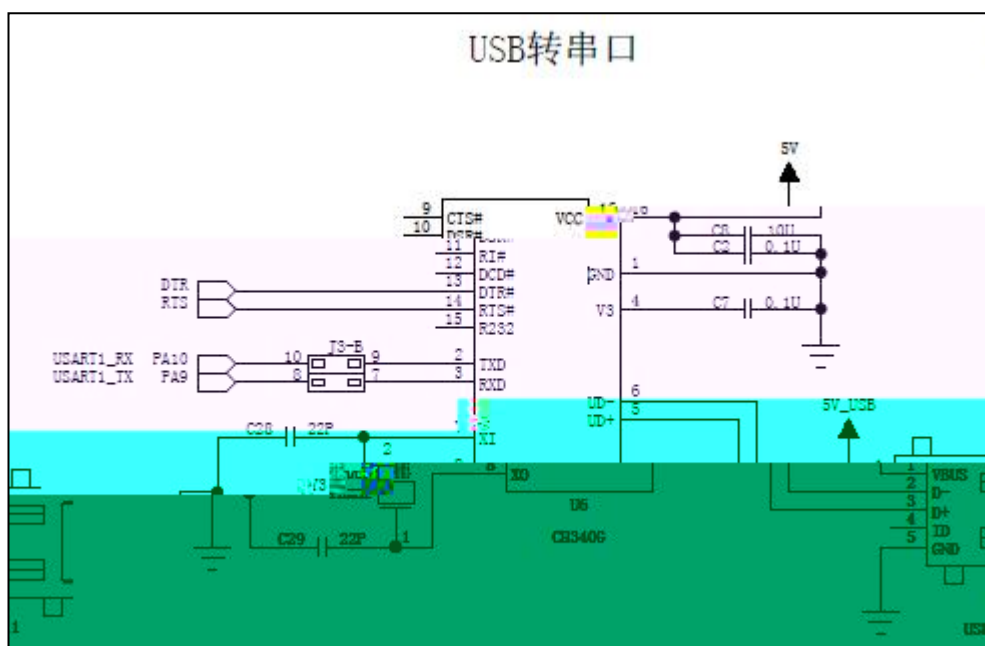 USB转串口
5V
9 CTS# VCC
10 DSR#
C8 10U
11 RI# C2 0.1U
12 DCD# GND 1
DTR 13 DTR#
RTS 14 RTS# V3 4 C7 0.1U
15 R232
J3-B
USART1_RX PA10 10 9 2 TXD
USART1_TX PA9 8 7 3 RXD
UD- 6
UD+ 5 5V_USB
C28 22P XI
2
XO 1 VBUS
2 D-
U6 3 D+
C29 22P 1 CH340G 4 ID
5 GND